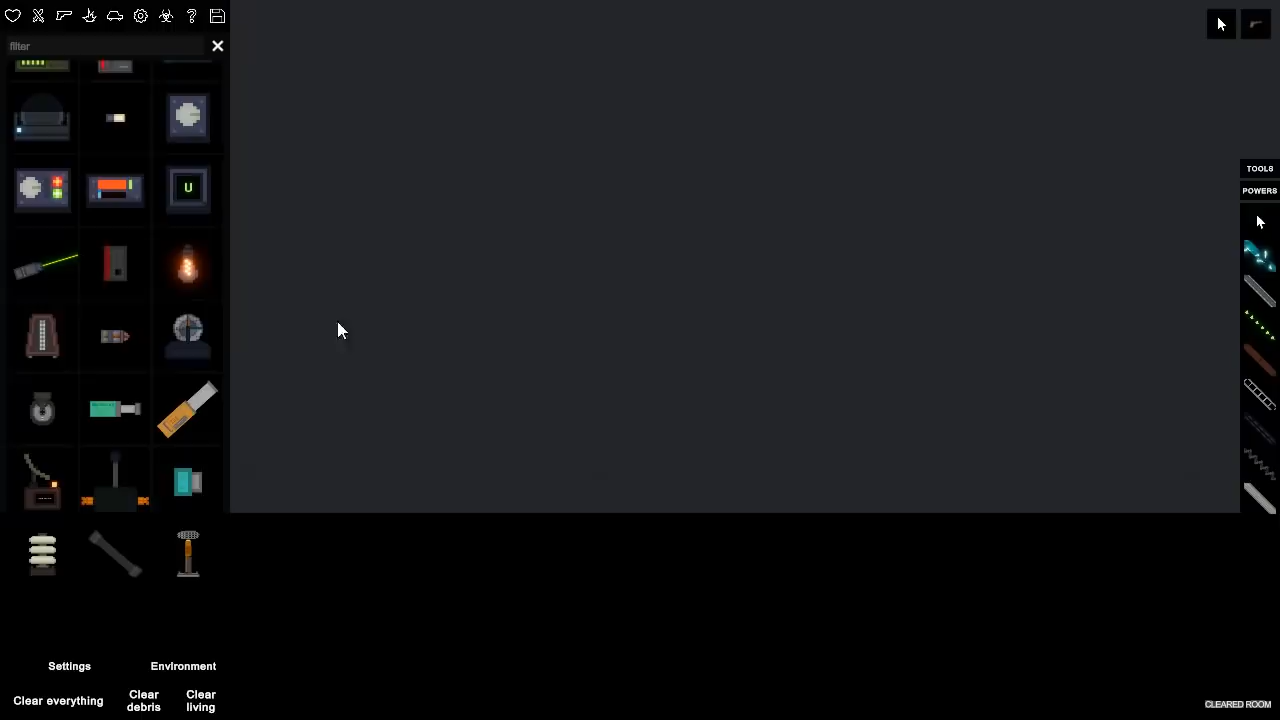 filter
TOOLS
POWERS
U
Settings
Environment
Clear everything
Clear
debris
Clear
living
CLEARED ROOM